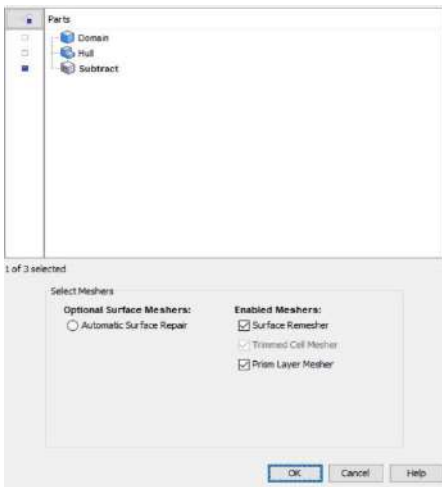 Parts
Domain
Hull
Subtract
1 of 3 selected
Select Meshers
Optional Surface Meshers:
Enabled Meshers:
Automatic Surface Repair
Surface Remesher
Trimmed Cell Mesher
Prism Layer Mesher
OK Cancel Help